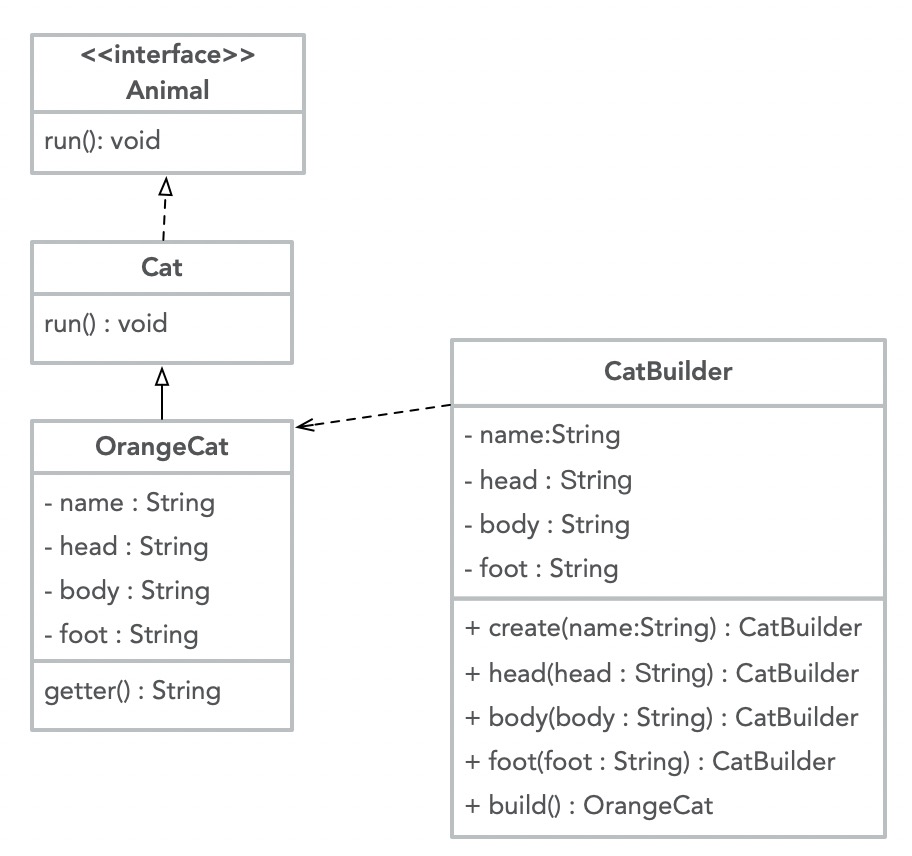 <<interface>>
Animal
run(): void
Cat
run() : void
OrangeCat
- name : String
- head : String
- body : String
- foot : String
getter() : String
CatBuilder
- name:String
- head : String
- body : String
- foot : String
+ create(name:String) : CatBuilder
+ head(head : String) : CatBuilder
+ body(body : String) : CatBuilder
+ foot(foot : String) : CatBuilder
+ build() : OrangeCat